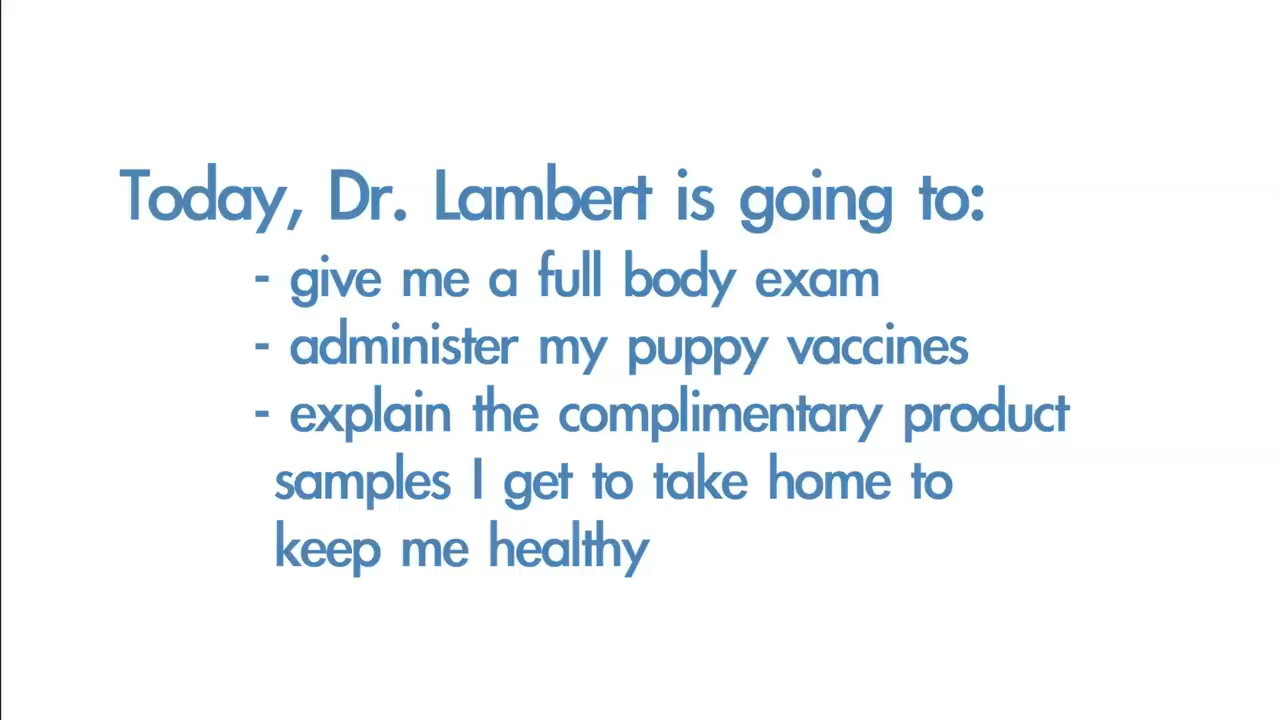 Today, Dr. Lambert is going to:
- give me a full body exam
- administer my puppy vaccines
- explain the complimentary product
samples I get to take home to
keep me healthy